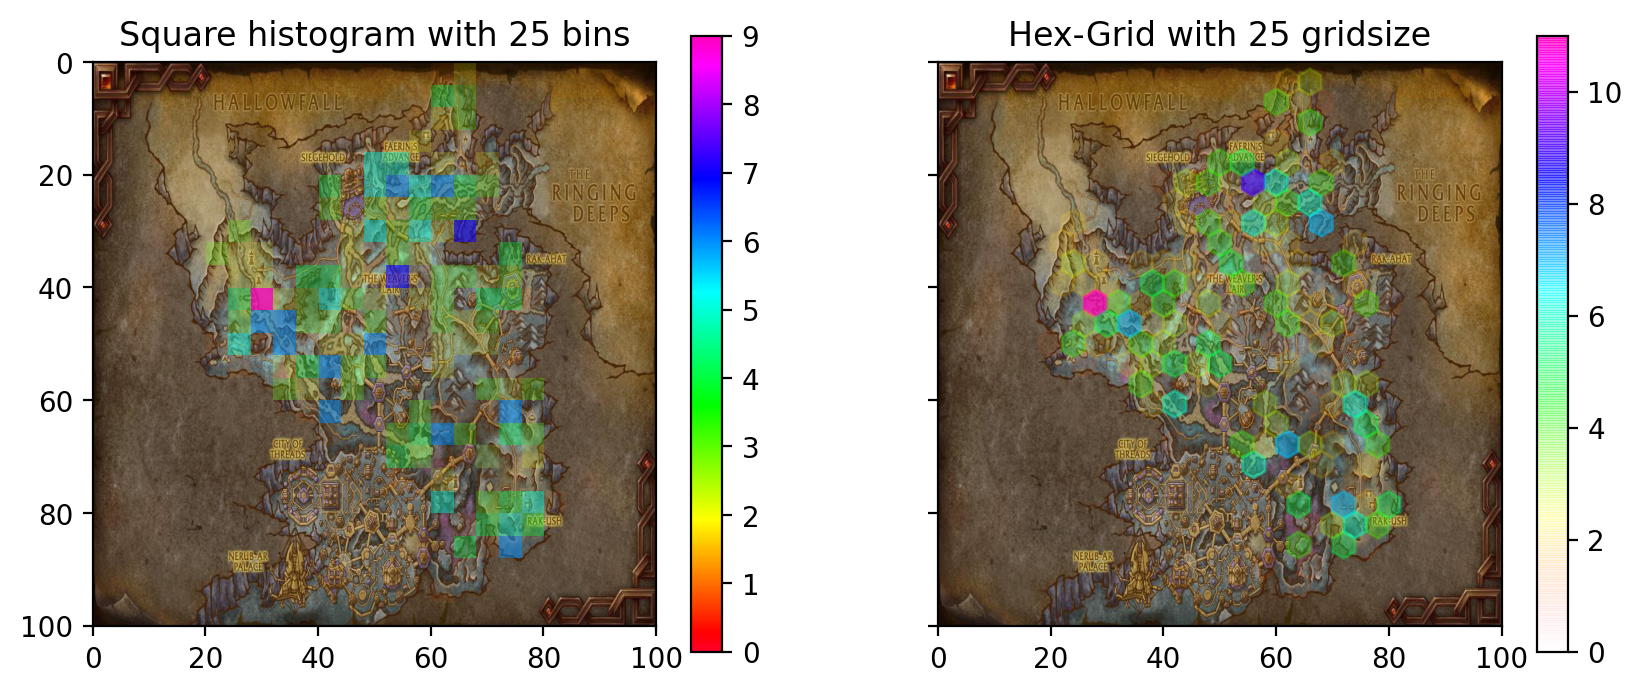 Square histogram with 25 bins
0
20
40
60
80
100
0
20
40
60
80
100
HALLOWFALL
SIEGEHOLD
FAERIN'S
ADVANCE
THE
RINGING
DEEPS
RAK-AHAT
THE WEAVER'S
LAIR
CITY OF
THREADS
RAK-USH
NERUB-AR
PALACE
9
8
7
6
5
4
3
2
1
0
Hex-Grid with 25 gridsize
HALLOWFALL
SIEGEHOLD
FAERIN'S
ADVANCE
THE
RINGING
DEEPS
RAK-AHAT
THE WEAVER'S
LAIR
CITY OF
THREADS
RAK-USH
NERUB-AR
PALACE
0
20
40
60
80
100
10
8
6
4
2
0